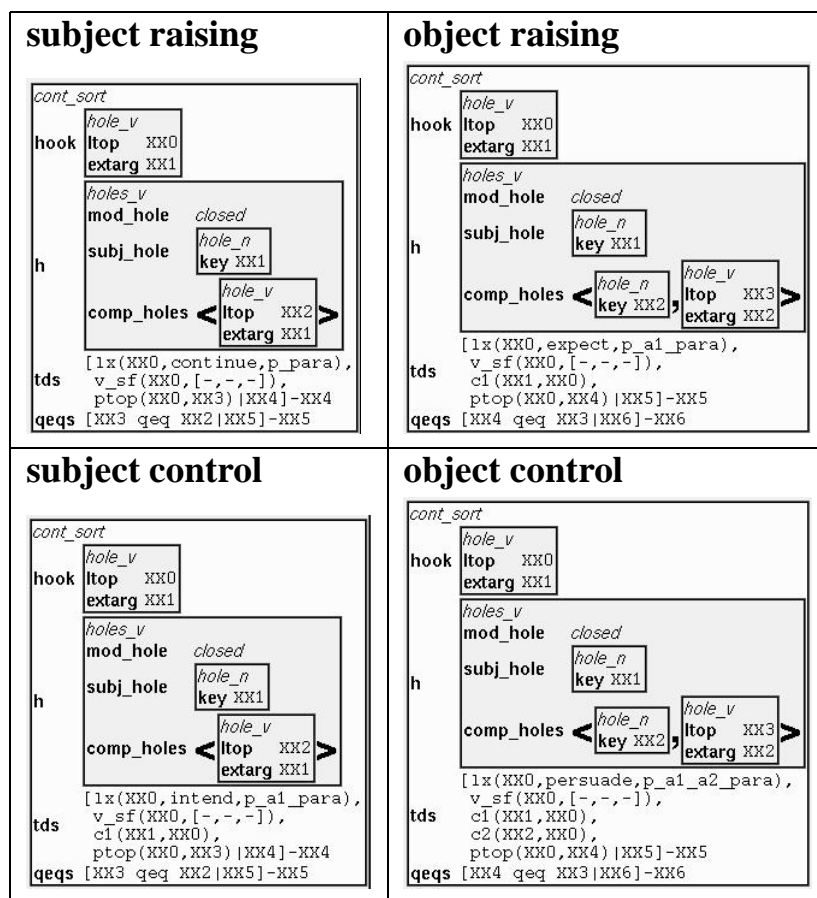 subject raising
cont_sort
hole_v
hook ltop XX0
extarg XX1
holes_v
mod_hole closed
hole_n
subj_hole
key XX1
h
hole_v
comp_holes < ltop XX2 >
extarg XX1
[lx(XX0,continue,p_para),
tds v_sf(XX0,[-,-,-]),
ptop(XX0,XX3)|XX4]-XX4
qeqs [XX3 qeq XX2|XX5]-XX5
object raising
cont_sort
hole_v
hook ltop XX0
extarg XX1
holes_v
mod_hole closed
hole_n
subj_hole
key XX1
h
hole_n hole_v
comp_holes < key XX2 , ltop XX3 >
extarg XX2
[lx(XX0,expect,p_a1_para),
v_sf(XX0,[-,-,-]),
tds c1(XX1,XX0),
ptop(XX0,XX4)|XX5]-XX5
qeqs [XX4 qeq XX3|XX6]-XX6
subject control
cont_sort
hole_v
hook ltop XX0
extarg XX1
holes_v
mod_hole closed
hole_n
subj_hole
key XX1
h
hole_v
comp_holes < ltop XX2 >
extarg XX1
[lx(XX0,intend,p_a1_para),
v_sf(XX0,[-,-,-]),
tds c1(XX1,XX0),
ptop(XX0,XX3)|XX4]-XX4
qeqs [XX3 qeq XX2|XX5]-XX5
object control
cont_sort
hole_v
hook ltop XX0
extarg XX1
holes_v
mod_hole closed
hole_n
subj_hole
key XX1
h
hole_n hole_v
comp_holes < key XX2 , ltop XX3 >
extarg XX2
[lx(XX0,persuade,p_a1_a2_para),
v_sf(XX0,[-,-,-]),
tds c1(XX1,XX0),
c2(XX2,XX0),
ptop(XX0,XX4)|XX5]-XX5
qeqs [XX4 qeq XX3|XX6]-XX6